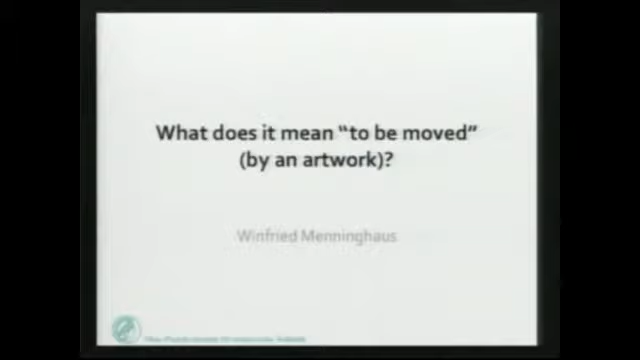 What does it mean “to be moved”
(by an artwork)?
Winfried Menninghaus